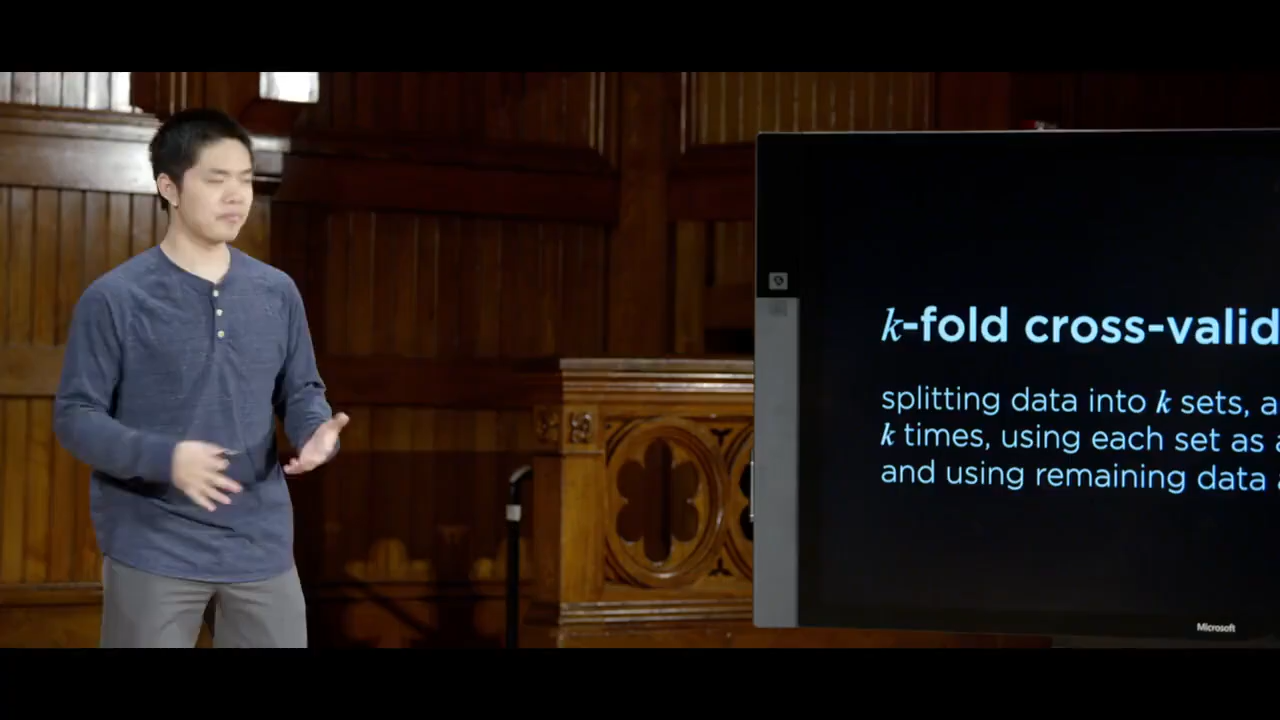 k-fold cross-valid
splitting data into k sets, a
k times, using each set as a
and using remaining data
Microsoft